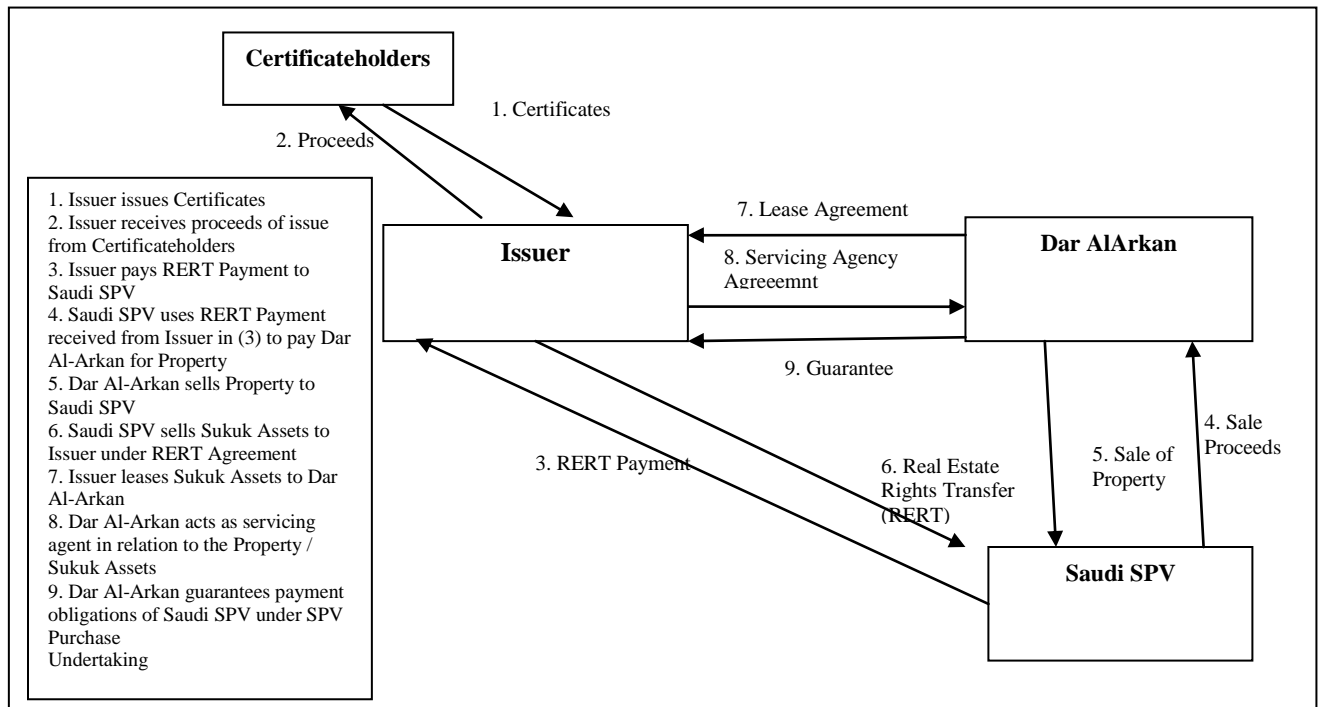 Certificateholders
1. Certificates
2. Proceeds
1. Issuer issues Certificates
2. Issuer receives proceeds of issue
from Certificateholders
3. Issuer pays RERT Payment to
Saudi SPV
4. Saudi SPV uses RERT Payment
received from Issuer in (3) to pay Dar
Al-Arkan for Property
5. Dar Al-Arkan sells Property to
Saudi SPV
6. Saudi SPV sells Sukuk Assets to
Issuer under RERT Agreement
7. Issuer leases Sukuk Assets to Dar
Al-Arkan
8. Dar Al-Arkan acts as servicing
agent in relation to the Property /
Sukuk Assets
9. Dar Al-Arkan guarantees payment
obligations of Saudi SPV under SPV
Purchase
Undertaking
Issuer
7. Lease Agreement
8. Servicing Agency
Agreeemnt
9. Guarantee
Dar AlArkan
3. RERT Payment
6. Real Estate
Rights Transfer
(RERT)
5. Sale of
Property
4. Sale
Proceeds
Saudi SPV